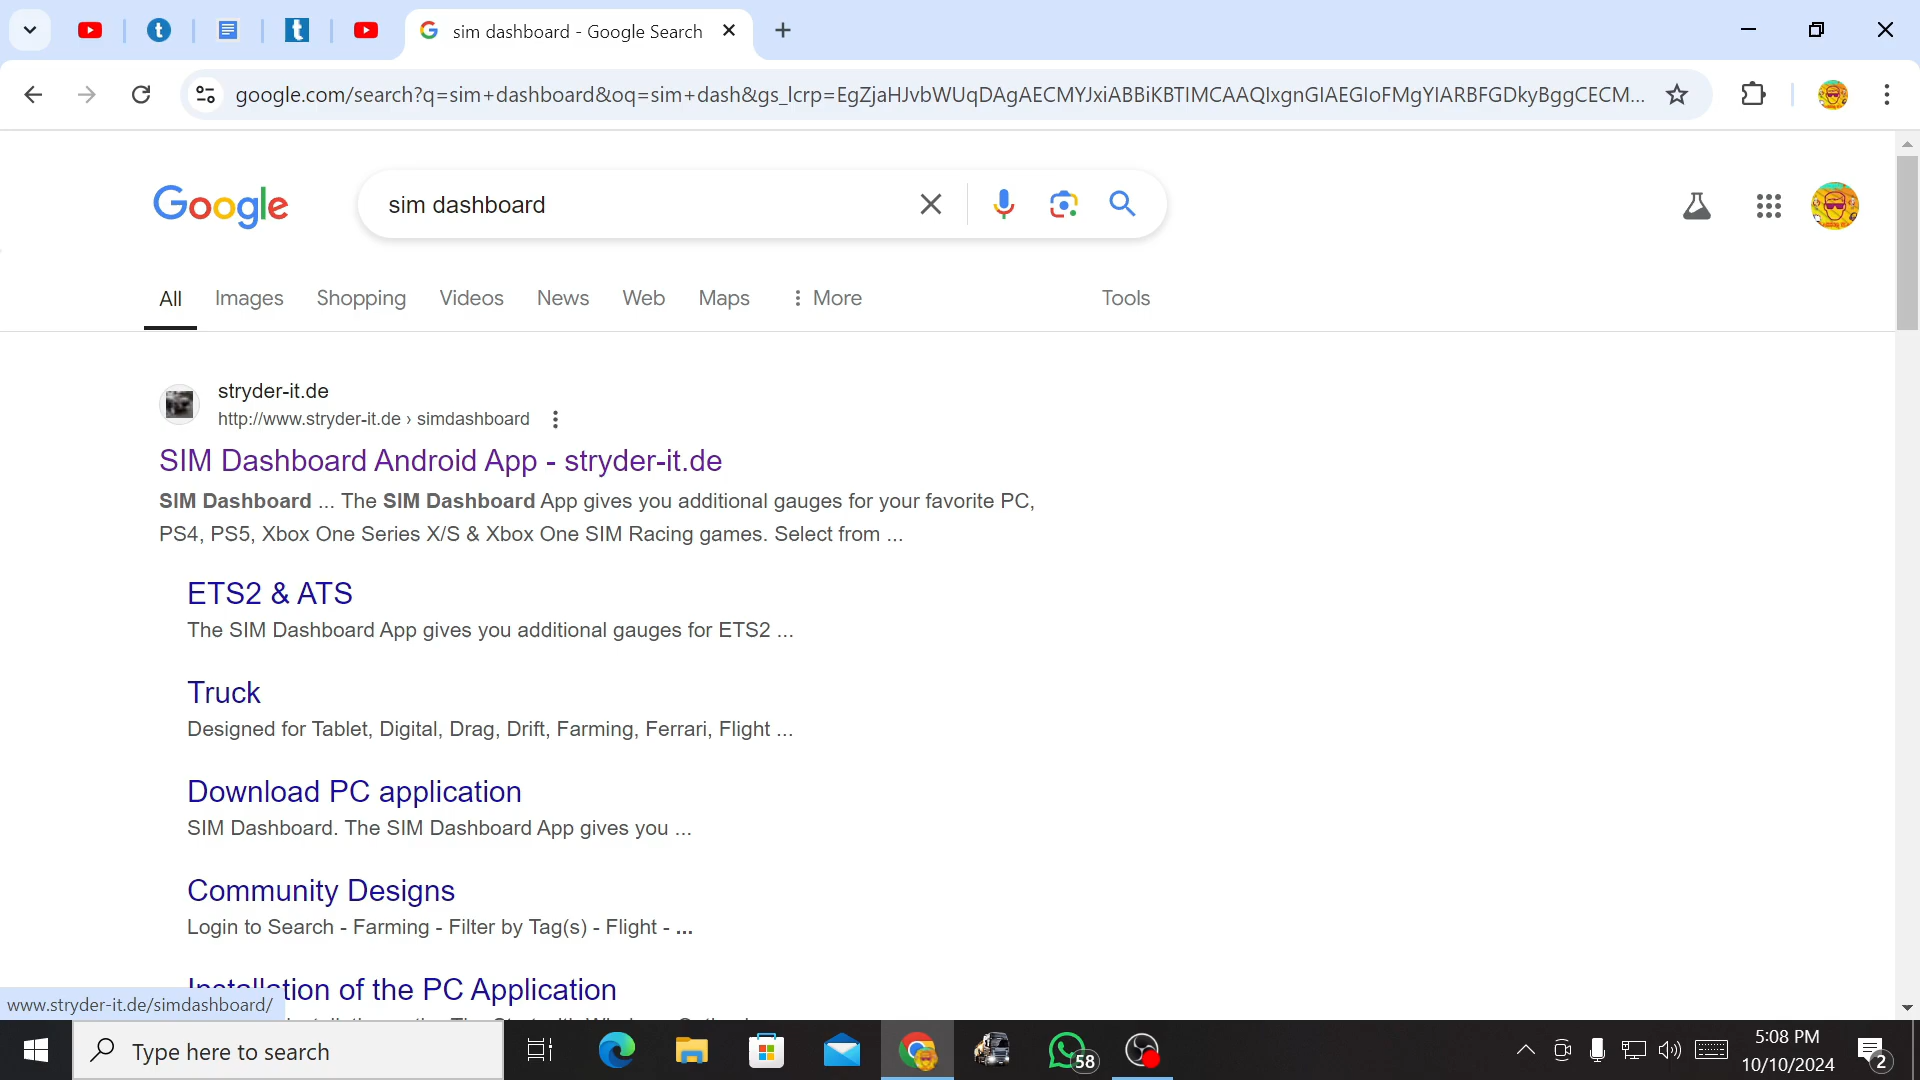 sim dashboard - Google Search
google.com/search?q=sim+dashboard&oq=sim+dash&gs_lcrp=EgZjaHJvbWUqDAgAECMYJxiABBiKBTIMCAAQIxgnGIAEGIoFMgYIARBFGDkyBggCECM...
Google
sim dashboard
All Images Shopping Videos News Web Maps More Tools
stryder-it.de
http://www.stryder-it.de › simdashboard
SIM Dashboard Android App - stryder-it.de
SIM Dashboard ... The SIM Dashboard App gives you additional gauges for your favorite PC,
PS4, PS5, Xbox One Series X/S & Xbox One SIM Racing games. Select from ...
ETS2 & ATS
The SIM Dashboard App gives you additional gauges for ETS2 ...
Truck
Designed for Tablet, Digital, Drag, Drift, Farming, Ferrari, Flight ...
Download PC application
SIM Dashboard. The SIM Dashboard App gives you ...
Community Designs
Login to Search - Farming - Filter by Tag(s) - Flight - ...
Installation of the PC Application
www.stryder-it.de/simdashboard/
Type here to search
58
5:08 PM
10/10/2024
2